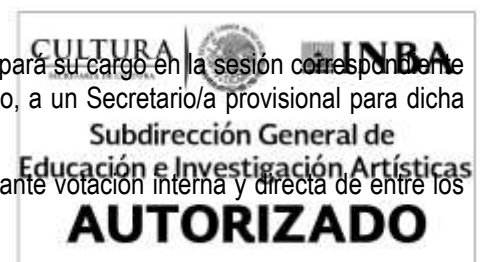 CULTURA INBA
pará su cargo en la sesión correspondiente
o, a un Secretario/a provisional para dicha
Subdirección General de
Educación e Investigación Artísticas
ante votación interna y directa de entre los
AUTORIZADO